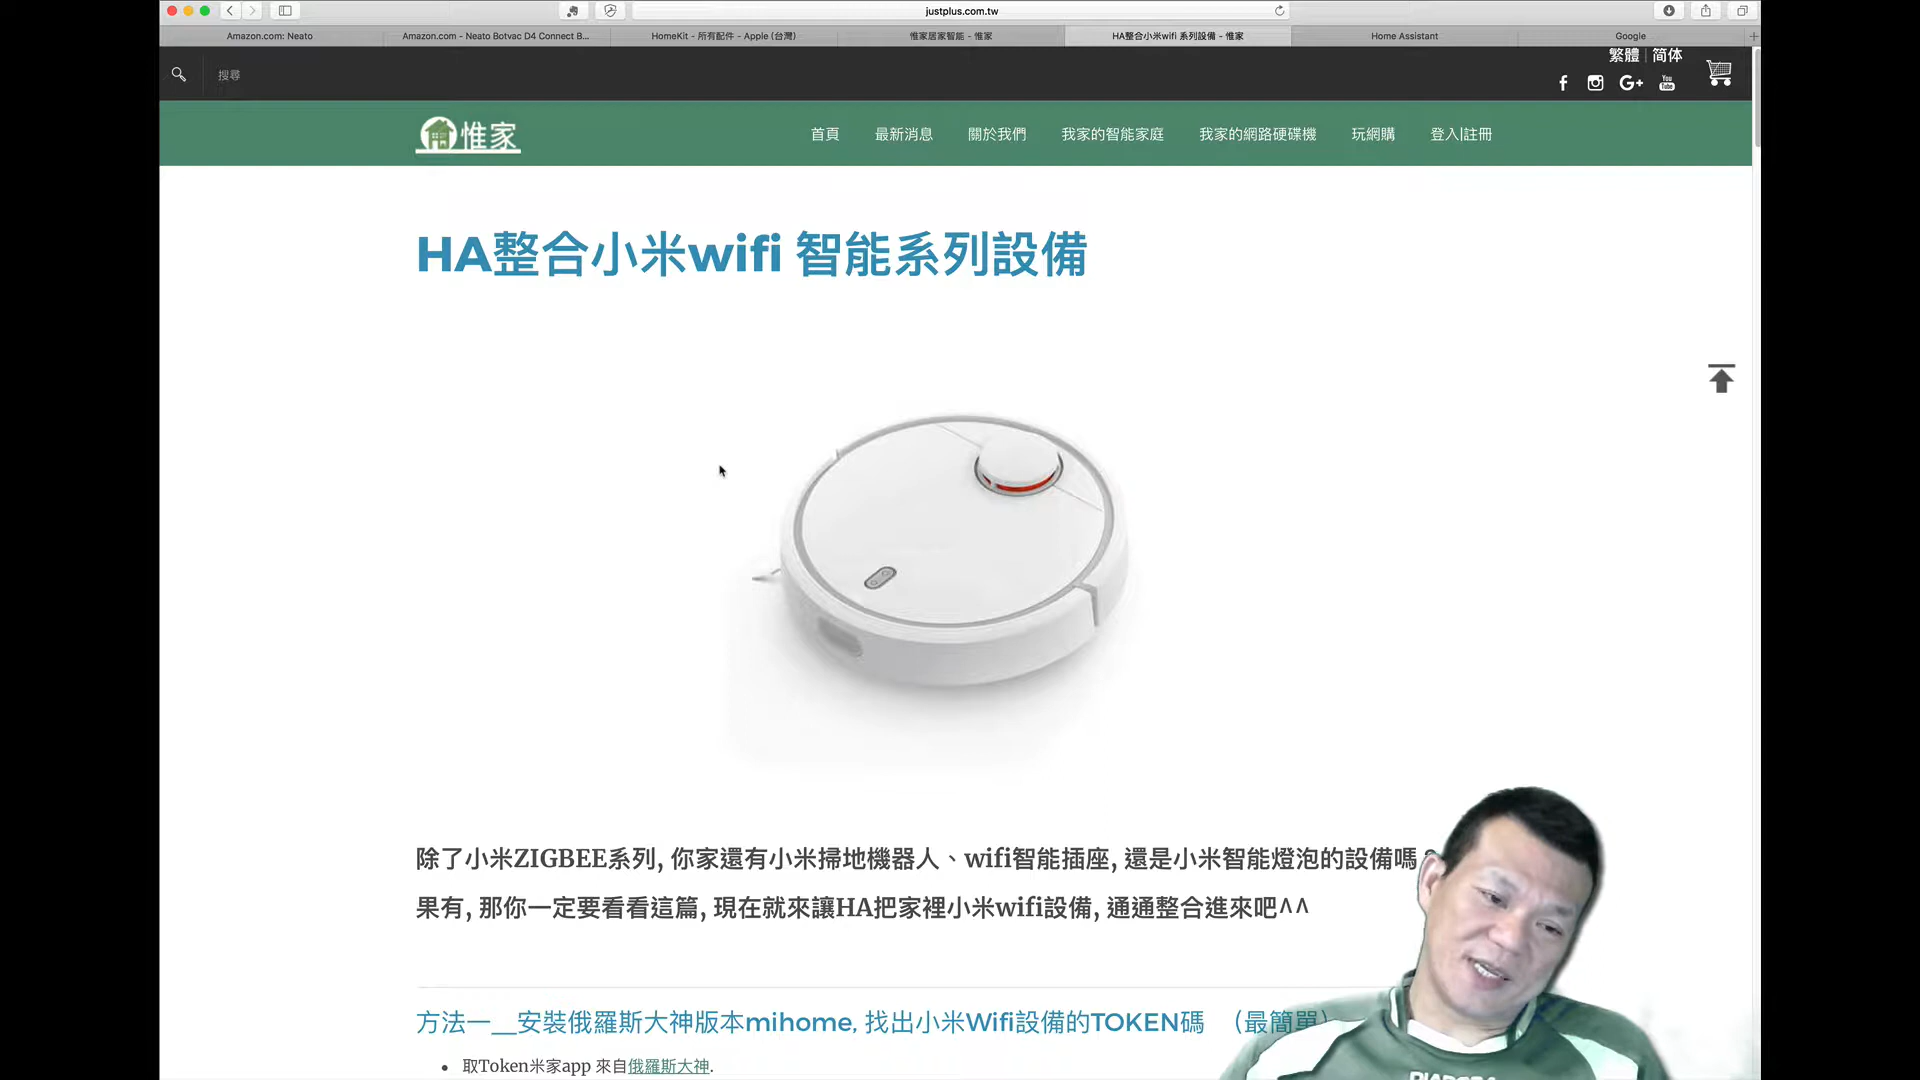 justplus.com.tw
Amazon.com: Neato
Amazon.com - Neato Botvac D4 Connect B...
HomeKit - 所有配件 - Apple (台灣)
惟家居家智能 - 惟家
HA整合小米wifi 系列設備 - 惟家
Home Assistant
Google
繁體 | 简体
搜尋
惟家
首頁
最新消息
關於我們
我家的智能家庭
我家的網路硬碟機
玩網購
登入|註冊
HA整合小米wifi 智能系列設備
除了小米ZIGBEE系列, 你家還有小米掃地機器人、wifi智能插座, 還是小米智能燈泡的設備嗎
果有, 那你一定要看看這篇, 現在就來讓HA把家裡小米wifi設備, 通通整合進來吧^^
方法一__安裝俄羅斯大神版本mihome, 找出小米Wifi設備的TOKEN碼 （最簡單）
• 取Token米家app 來自俄羅斯大神.